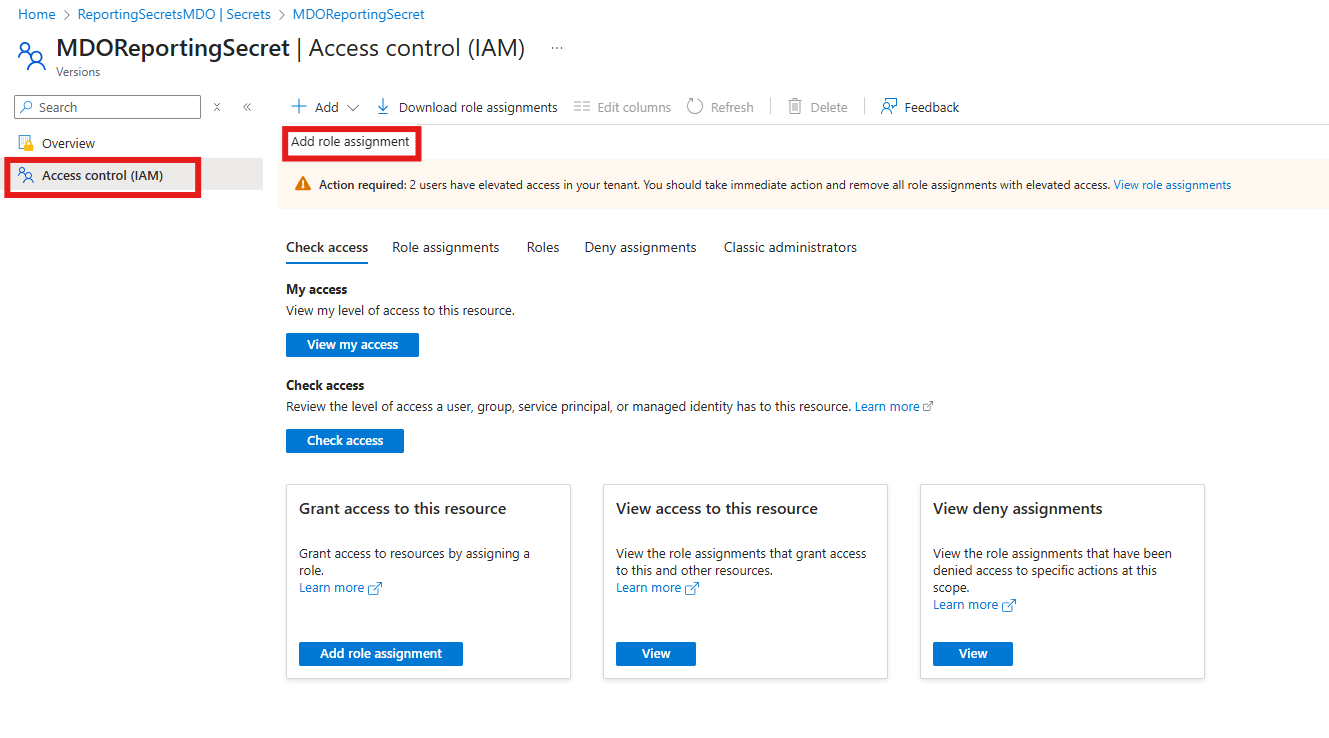 Home > ReportingSecretsMDO | Secrets > MDOReportingSecret
MDOReportingSecret | Access control (IAM) ...
Versions
Search
Add
Download role assignments
Edit columns
Refresh
Delete
Feedback
Overview
Access control (IAM)
Add role assignment
Action required: 2 users have elevated access in your tenant. You should take immediate action and remove all role assignments with elevated access. View role assignments
Check access
Role assignments
Roles
Deny assignments
Classic administrators
My access
View my level of access to this resource.
View my access
Check access
Review the level of access a user, group, service principal, or managed identity has to this resource. Learn more
Check access
Grant access to this resource
Grant access to resources by assigning a
role.
Learn more
Add role assignment
View access to this resource
View the role assignments that grant access
to this and other resources.
Learn more
View
View deny assignments
View the role assignments that have been
denied access to specific actions at this
scope.
Learn more
View